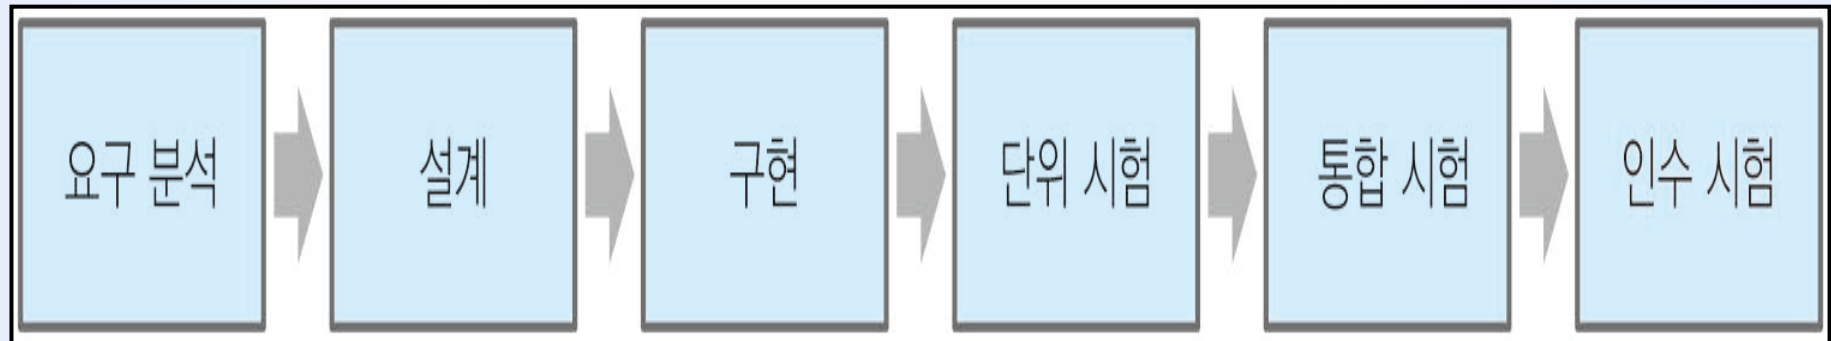 요구 분석
설계
구현
단위 시험
통합 시험
인수 시험